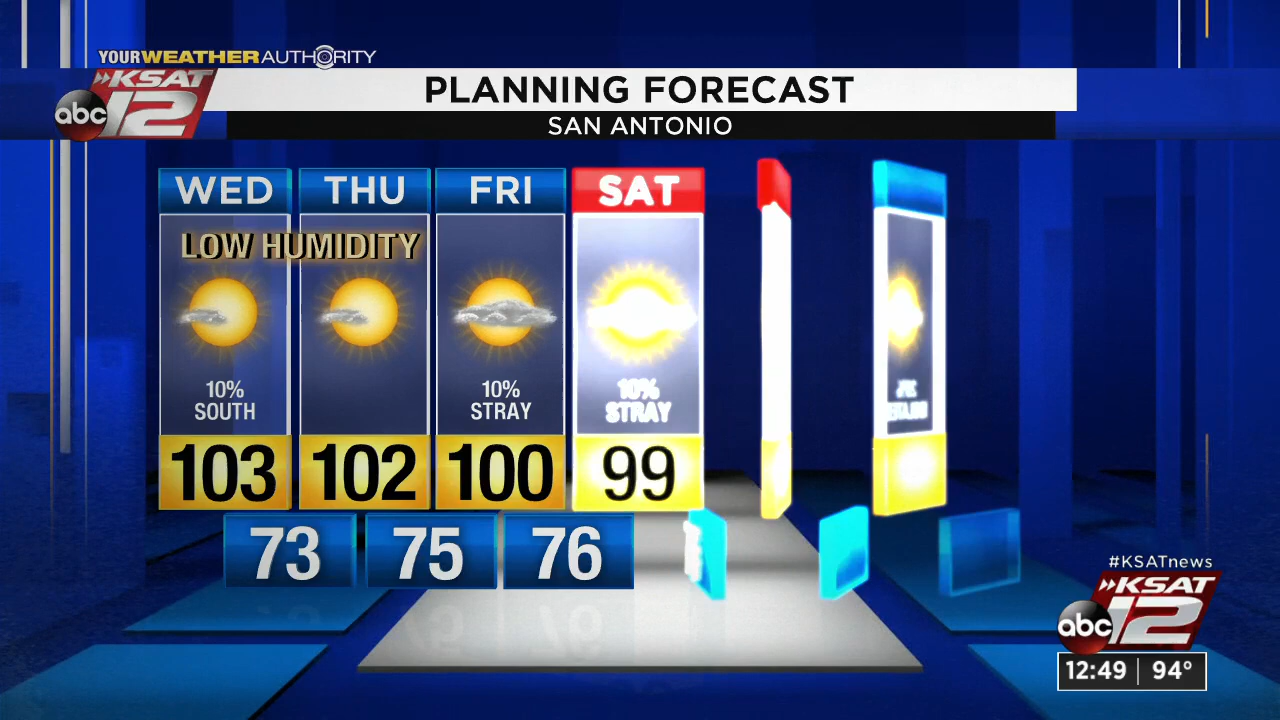 YOURWEATHERAUTHORITY
KSAT
abc 12
PLANNING FORECAST
SAN ANTONIO
WED THU FRI SAT
LOW HUMIDITY
10% 10% 10%
SOUTH STRAY STRAY
103 102 100 99
73 75 76
#KSATnews
KSAT
abc 12
12:49 94°